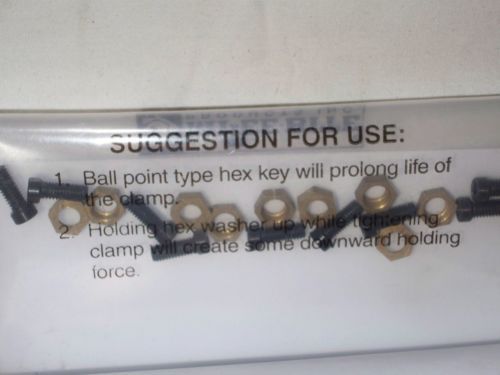 SUGGESTION FOR USE:
1. Ball point type hex key will prolong life of
the clamp.
2. Holding hex washer up while tightening
clamp will create some downward holding
force.